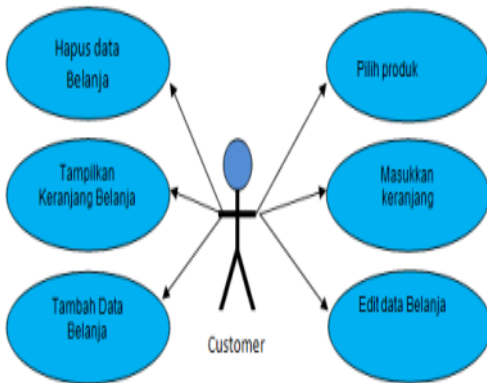 Hapus data
Belanja
Pilih produk
Tampilkan
Keranjang Belanja
Masukkan
keranjang
Tambah Data
Belanja
Edit data Belanja
Customer